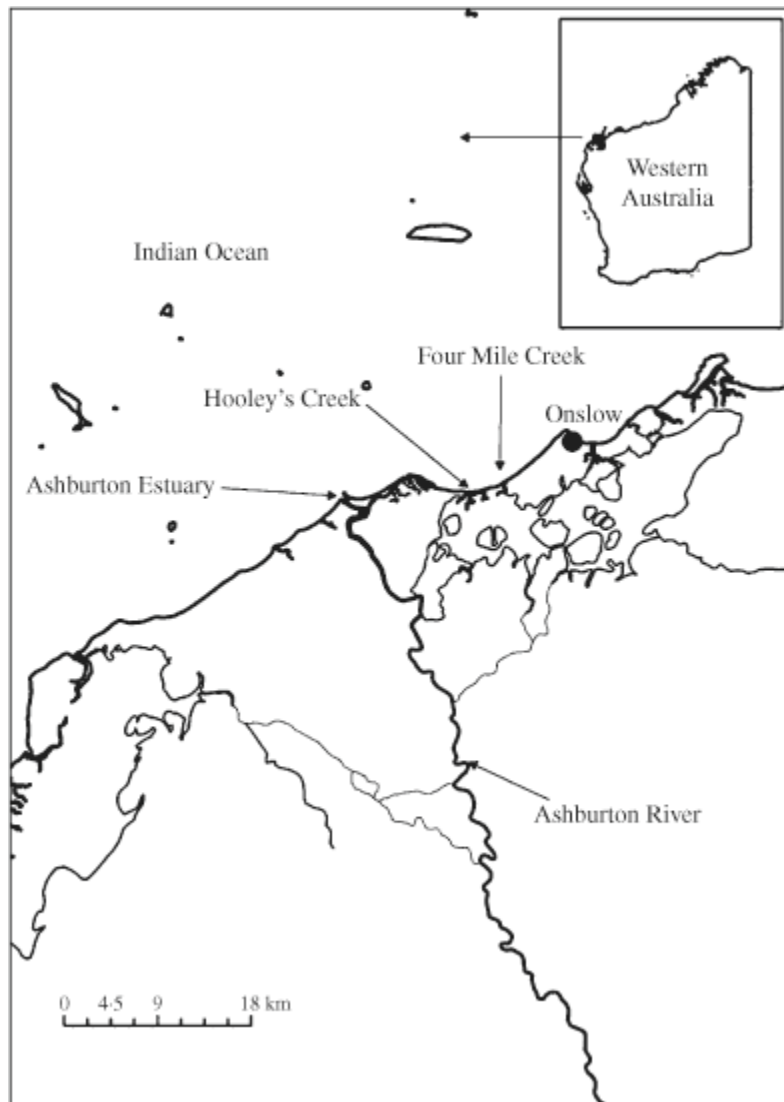 Western
Australia
Indian Ocean
Four Mile Creek
Hooley's Creek
Onslow
Ashburton Estuary
Ashburton River
0 4·5 9 18 km